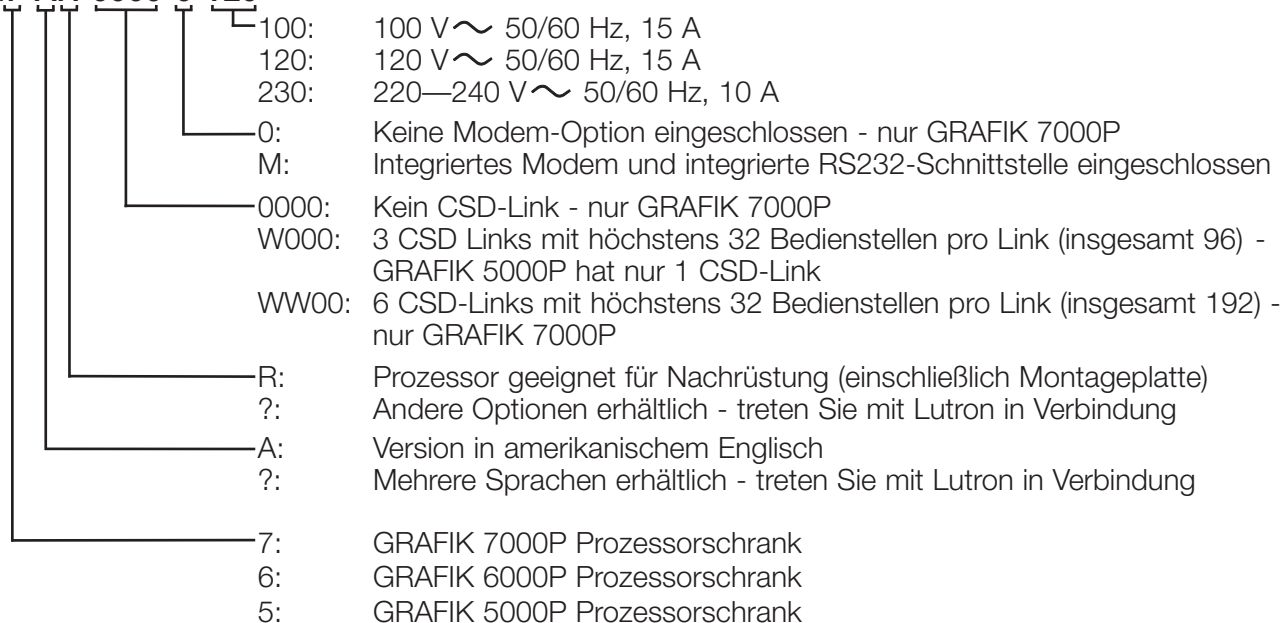 100: 100 V~ 50/60 Hz, 15 A
120: 120 V~ 50/60 Hz, 15 A
230: 220—240 V~ 50/60 Hz, 10 A
0: Keine Modem-Option eingeschlossen - nur GRAFIK 7000P
M: Integriertes Modem und integrierte RS232-Schnittstelle eingeschlossen
0000: Kein CSD-Link - nur GRAFIK 7000P
W000: 3 CSD Links mit höchstens 32 Bedienstellen pro Link (insgesamt 96) -
GRAFIK 5000P hat nur 1 CSD-Link
WW00: 6 CSD-Links mit höchstens 32 Bedienstellen pro Link (insgesamt 192) -
nur GRAFIK 7000P
R: Prozessor geeignet für Nachrüstung (einschließlich Montageplatte)
?: Andere Optionen erhältlich - treten Sie mit Lutron in Verbindung
A: Version in amerikanischem Englisch
?: Mehrere Sprachen erhältlich - treten Sie mit Lutron in Verbindung
7: GRAFIK 7000P Prozessorschrank
6: GRAFIK 6000P Prozessorschrank
5: GRAFIK 5000P Prozessorschrank